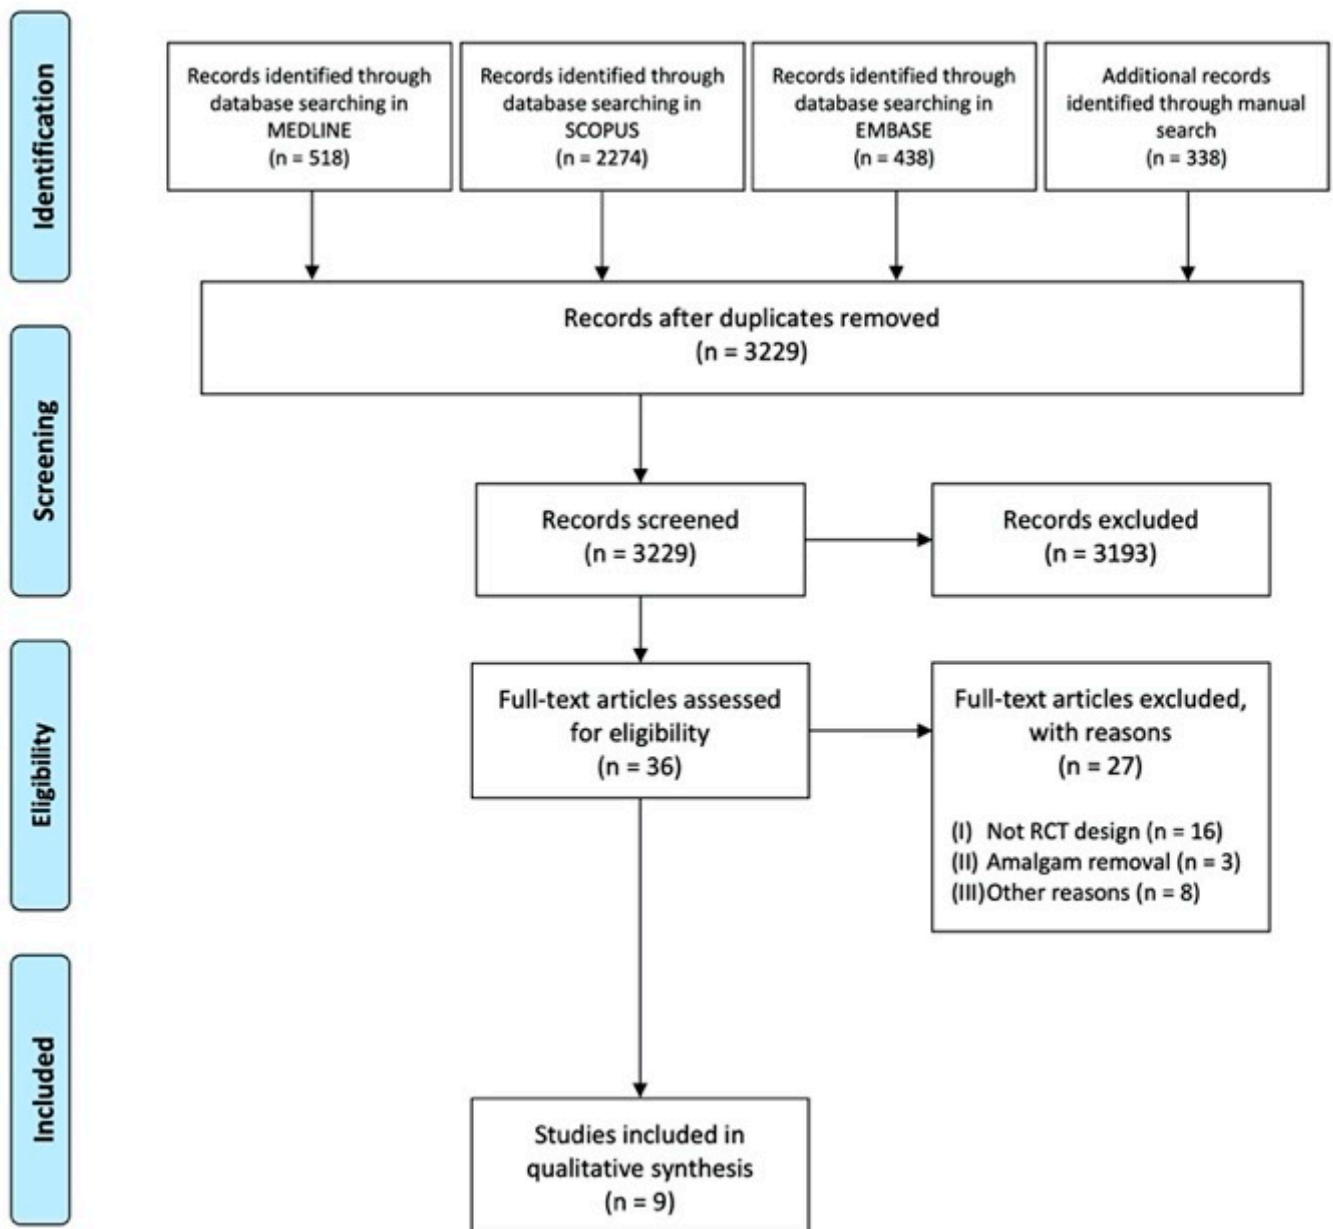 Identification
Records identified through
database searching in
MEDLINE
(n = 518)
Records identified through
database searching in
SCOPUS
(n = 2274)
Records identified through
database searching in
EMBASE
(n = 438)
Additional records
identified through manual
search
(n = 338)
Records after duplicates removed
(n = 3229)
Screening
Records screened
(n = 3229)
Records excluded
(n = 3193)
Eligibility
Full-text articles assessed
for eligibility
(n = 36)
Full-text articles excluded,
with reasons
(n = 27)
(I) Not RCT design (n = 16)
(II) Amalgam removal (n = 3)
(III) Other reasons (n = 8)
Included
Studies included in
qualitative synthesis
(n = 9)